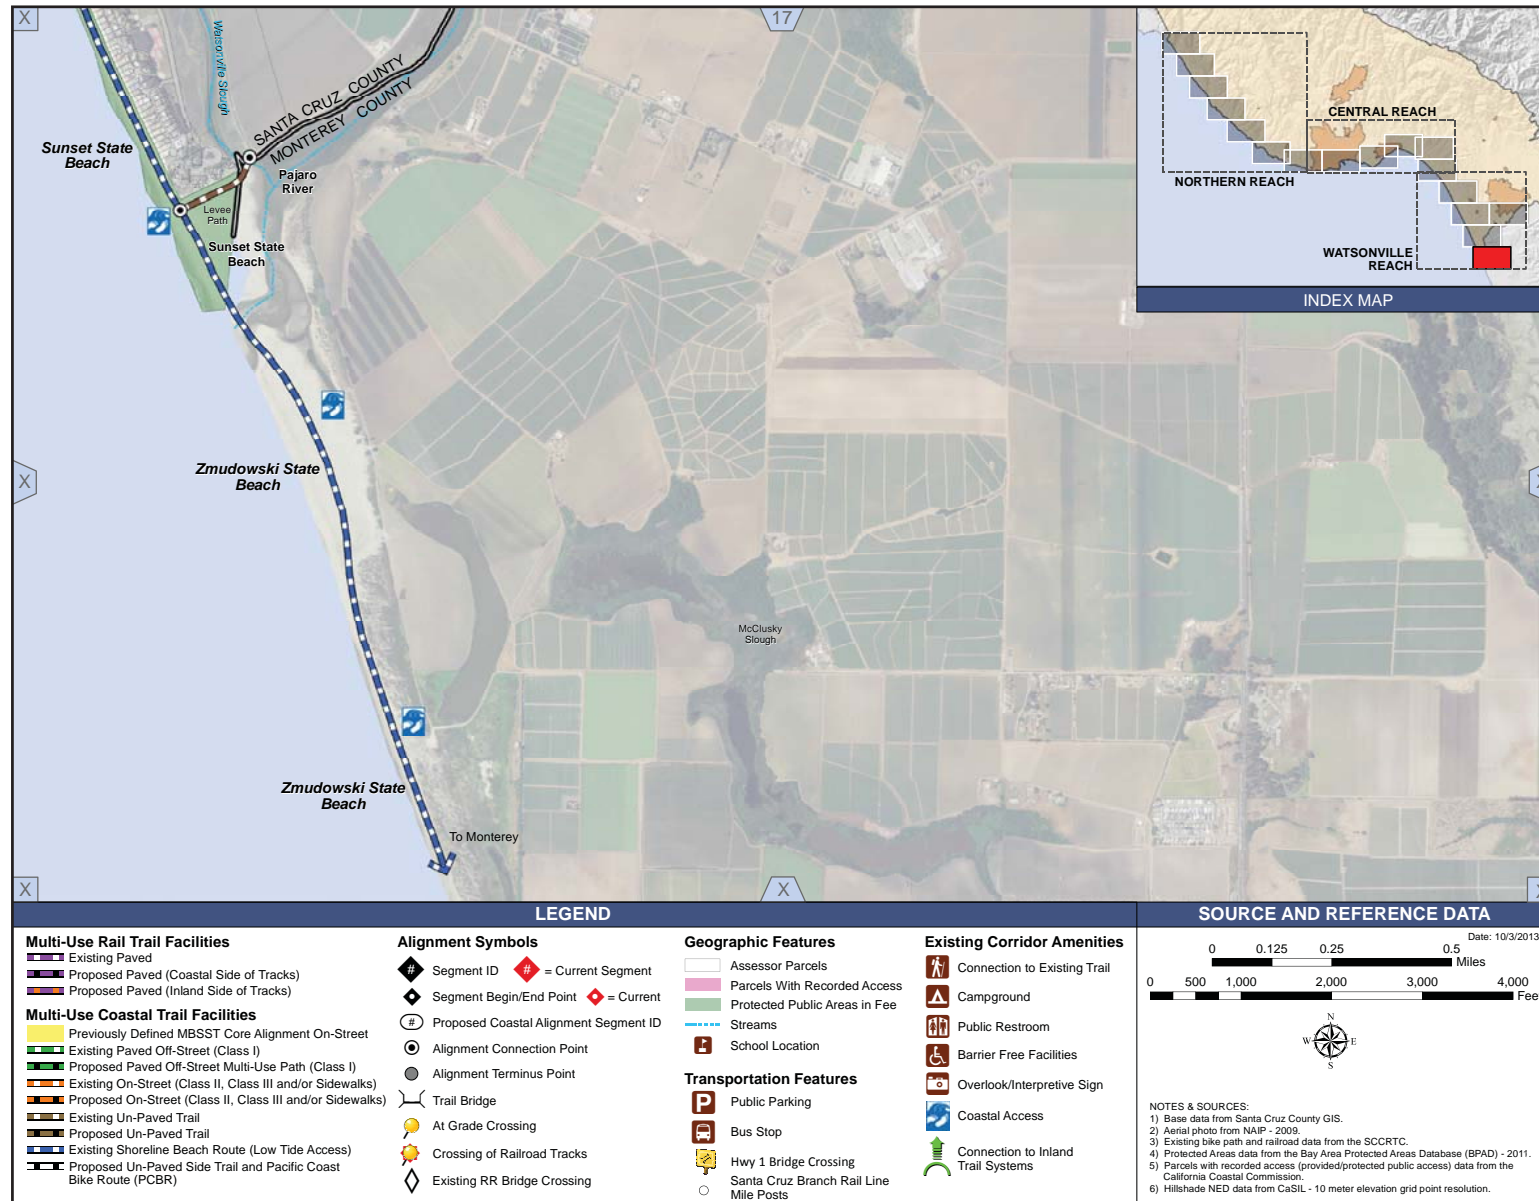 X
17
Watsonville Slough
SANTA CRUZ COUNTY
MONTEREY COUNTY
Sunset State
Beach
Pajaro
River
Levee
Path
Sunset State
Beach
X
Zmudowski State
Beach
McClusky
Slough
Zmudowski State
Beach
To Monterey
X
X
CENTRAL REACH
NORTHERN REACH
WATSONVILLE
REACH
INDEX MAP
LEGEND
Multi-Use Rail Trail Facilities
Existing Paved
Proposed Paved (Coastal Side of Tracks)
Proposed Paved (Inland Side of Tracks)
Multi-Use Coastal Trail Facilities
Previously Defined MBSST Core Alignment On-Street
Existing Paved Off-Street (Class I)
Proposed Paved Off-Street Multi-Use Path (Class I)
Existing On-Street (Class II, Class III and/or Sidewalks)
Proposed On-Street (Class II, Class III and/or Sidewalks)
Existing Un-Paved Trail
Proposed Un-Paved Trail
Existing Shoreline Beach Route (Low Tide Access)
Proposed Un-Paved Side Trail and Pacific Coast
Bike Route (PCBR)
Alignment Symbols
# Segment ID # = Current Segment
Segment Begin/End Point = Current
# Proposed Coastal Alignment Segment ID
Alignment Connection Point
Alignment Terminus Point
Trail Bridge
At Grade Crossing
Crossing of Railroad Tracks
Existing RR Bridge Crossing
Geographic Features
Assessor Parcels
Parcels With Recorded Access
Protected Public Areas in Fee
Streams
School Location
Transportation Features
P Public Parking
Bus Stop
Hwy 1 Bridge Crossing
Santa Cruz Branch Rail Line
Mile Posts
Existing Corridor Amenities
Connection to Existing Trail
Campground
Public Restroom
Barrier Free Facilities
Overlook/Interpretive Sign
Coastal Access
Connection to Inland
Trail Systems
SOURCE AND REFERENCE DATA
Date: 10/3/2013
0 0.125 0.25 0.5
Miles
0 500 1,000 2,000 3,000 4,000
Fee
N
W E
S
NOTES & SOURCES:
1) Base data from Santa Cruz County GIS.
2) Aerial photo from NAIP - 2009.
3) Existing bike path and railroad data from the SCCRTC.
4) Protected Areas data from the Bay Area Protected Areas Database (BPAD) - 2011.
5) Parcels with recorded access (provided/protected public access) data from the
California Coastal Commission.
6) Hillshade NED data from CaSIL - 10 meter elevation grid point resolution.